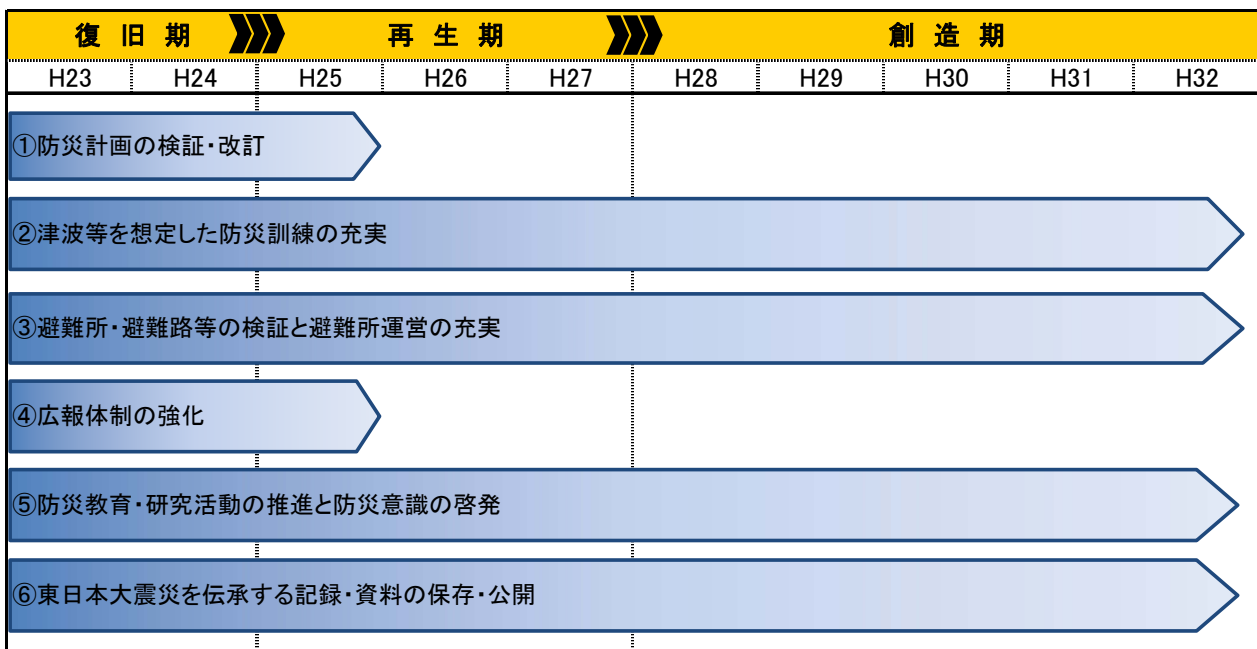 復旧期 再生期 創造期
H23 H24 H25 H26 H27 H28 H29 H30 H31 H32
①防災計画の検証・改訂
②津波等を想定した防災訓練の充実
③避難所・避難路等の検証と避難所運営の充実
④広報体制の強化
⑤防災教育・研究活動の推進と防災意識の啓発
⑥東日本大震災を伝承する記録・資料の保存・公開